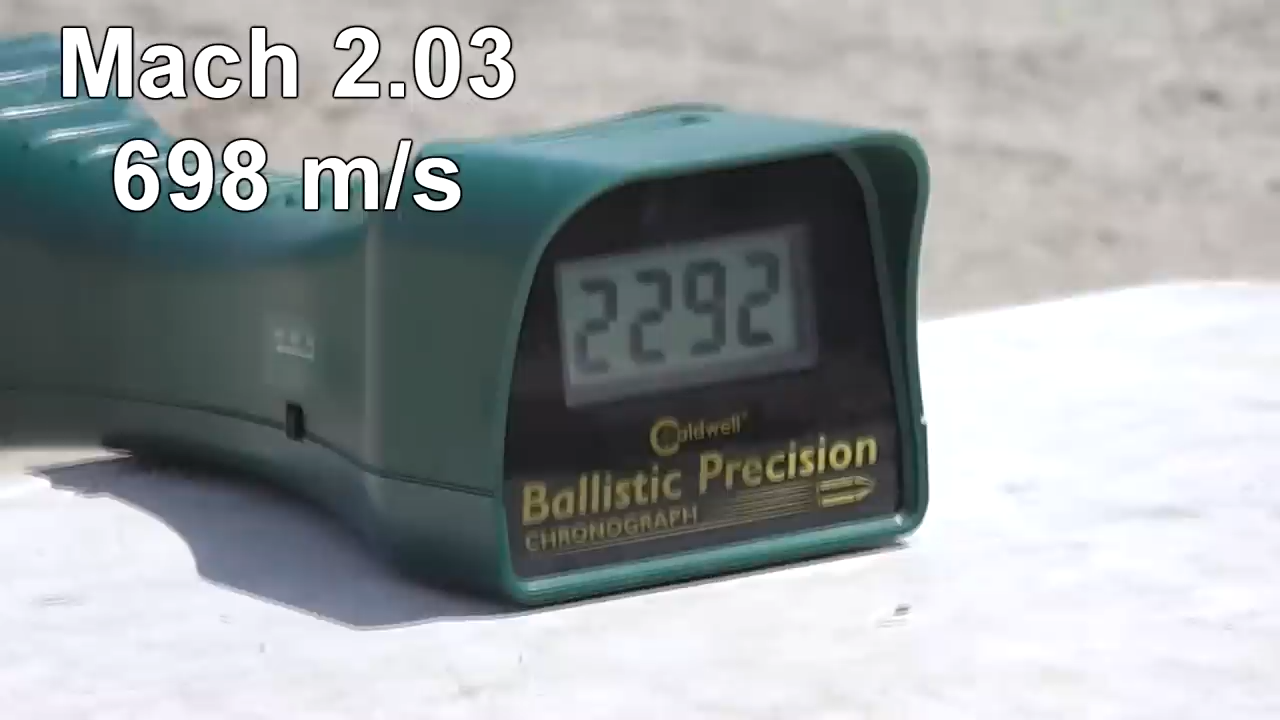 Mach 2.03
698 m/s
2292
Caldwell
Ballistic Precision
CHRONOGRAPH